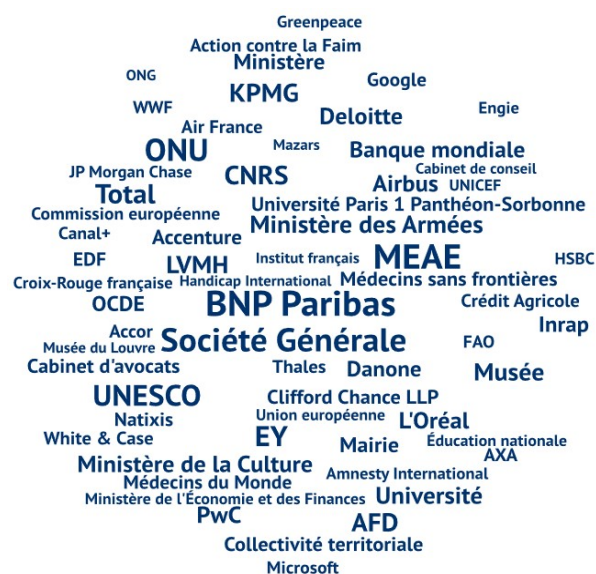 Greenpeace
Action contre la Faim
Ministère
ONG
Google
KPMG
WWF
Engie
Deloitte
Air France
Mazars
ONU
Banque mondiale
Cabinet de conseil
JP Morgan Chase
CNRS
Airbus
UNICEF
Total
Université Paris 1 Panthéon-Sorbonne
Commission européenne
Ministère des Armées
Canal+
Accenture
EDF
LVMH
Institut français
MEAE
HSBC
Croix-Rouge française
Handicap International
Médecins sans frontières
OCDE
BNP Paribas
Crédit Agricole
Inrap
Accor
Société Générale
FAO
Musée du Louvre
Cabinet d'avocats
Thales
Danone
Musée
UNESCO
Clifford Chance LLP
Natixis
Union européenne
L'Oréal
White & Case
EY
Mairie
Éducation nationale
AXA
Ministère de la Culture
Amnesty International
Médecins du Monde
Ministère de l'Économie et des Finances
Université
PwC
AFD
Collectivité territoriale
Microsoft